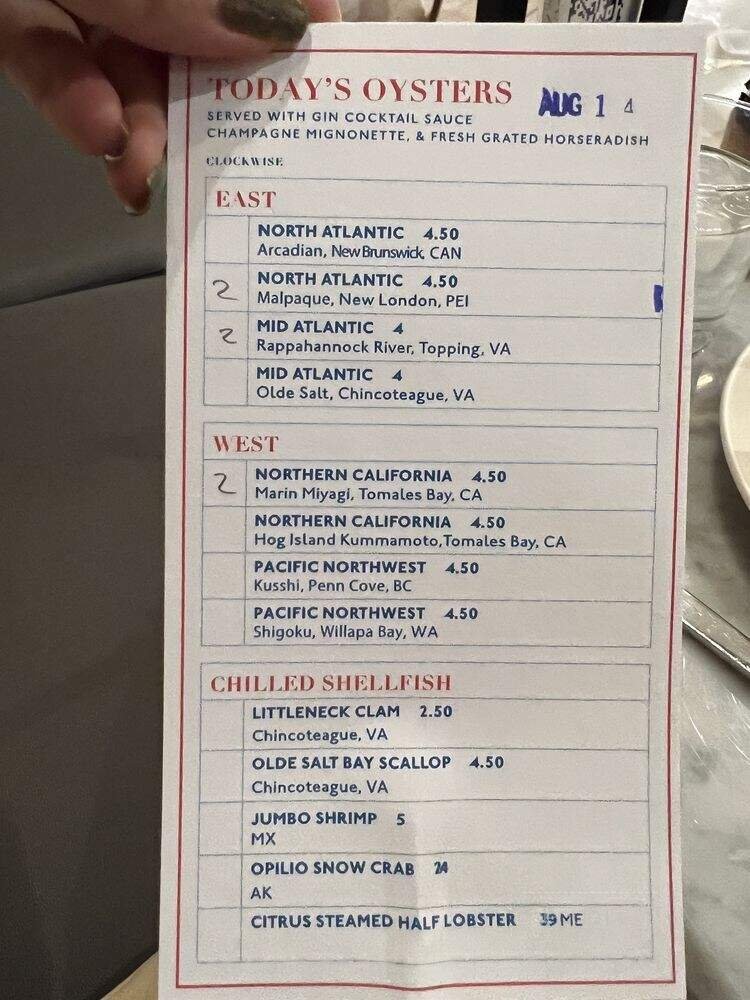 TODAY'S OYSTERS
AUG 1 4
SERVED WITH GIN COCKTAIL SAUCE
CHAMPAGNE MIGNONETTE, & FRESH GRATED HORSERADISH
CLOCKWISE
EAST
NORTH ATLANTIC 4.50
Arcadian, New Brunswick, CAN
2 NORTH ATLANTIC 4.50
Malpaque, New London, PEI
2 MID ATLANTIC 4
Rappahannock River, Topping, VA
MID ATLANTIC 4
Olde Salt, Chincoteague, VA
WEST
2 NORTHERN CALIFORNIA 4.50
Marin Miyagi, Tomales Bay, CA
NORTHERN CALIFORNIA 4.50
Hog Island Kummamoto, Tomales Bay, CA
PACIFIC NORTHWEST 4.50
Kusshi, Penn Cove, BC
PACIFIC NORTHWEST 4.50
Shigoku, Willapa Bay, WA
CHILLED SHELLFISH
LITTLENECK CLAM 2.50
Chincoteague, VA
OLDE SALT BAY SCALLOP 4.50
Chincoteague, VA
JUMBO SHRIMP 5
MX
OPILIO SNOW CRAB 24
AK
CITRUS STEAMED HALF LOBSTER 39 ME